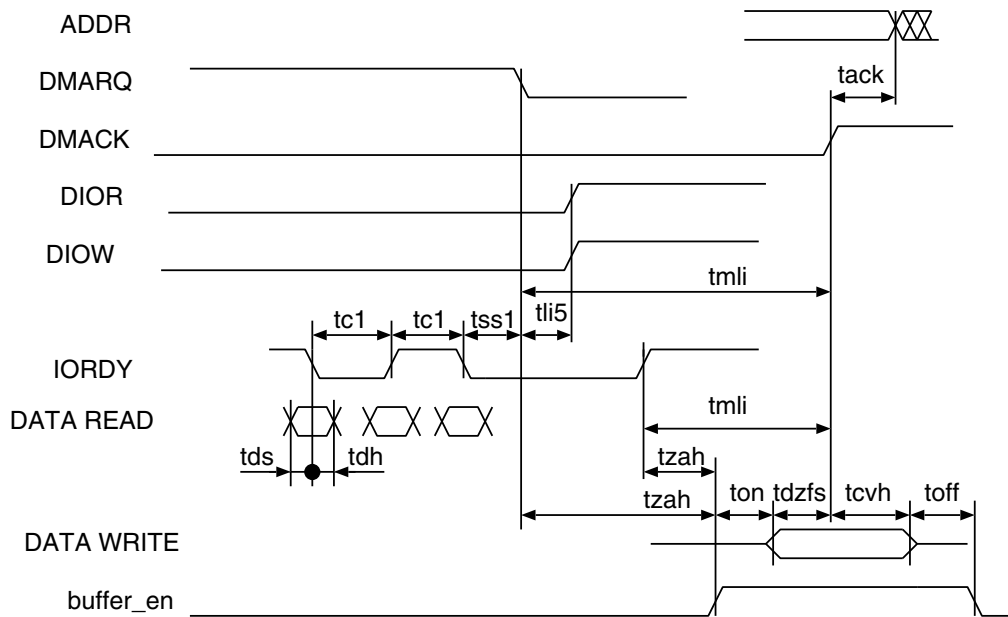 ADDR
DMARQ
tack
DMACK
DIOR
DIOW
tmli
tc1 tc1 tss1 tli5
IORDY
DATA READ
tmli
tds tdh
tzah
tzah ton tdzfs tcvh toff
DATA WRITE
buffer_en